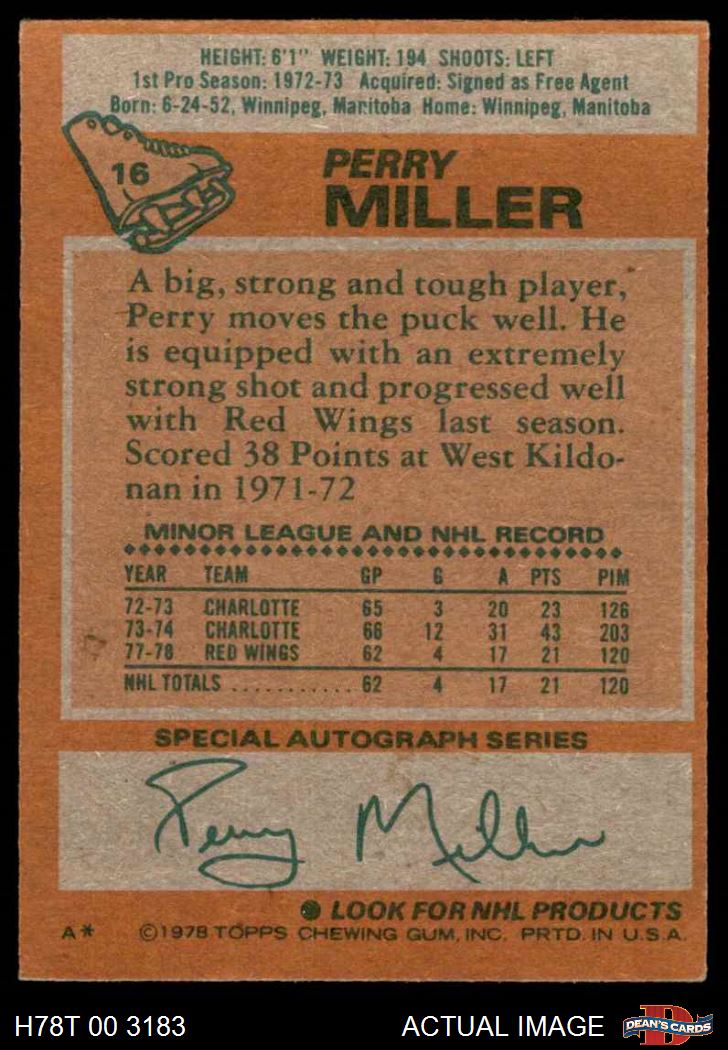 HEIGHT: 6'1" WEIGHT: 194 SHOOTS: LEFT
1st Pro Season: 1972-73 Acquired: Signed as Free Agent
Born: 6-24-52, Winnipeg, Maritoba Home: Winnipeg, Manitoba
16
PERRY
MILLER
A big, strong and tough player,
Perry moves the puck well. He
is equipped with an extremely
strong shot and progressed well
with Red Wings last season.
Scored 38 Points at West Kildo-
nan in 1971-72
MINOR LEAGUE AND NHL RECORD
YEAR TEAM GP G A PTS PIM
72-73 CHARLOTTE 65 3 20 23 126
73-74 CHARLOTTE 66 12 31 43 203
77-78 RED WINGS 62 4 17 21 120
NHL TOTALS ............ 62 4 17 21 120
SPECIAL AUTOGRAPH SERIES
Perry Miller
LOOK FOR NHL PRODUCTS
A* ©1978 TOPPS CHEWING GUM, INC. PRTD. IN U.S.A.
H78T 00 3183 ACTUAL IMAGE D DEAN'S CARDS